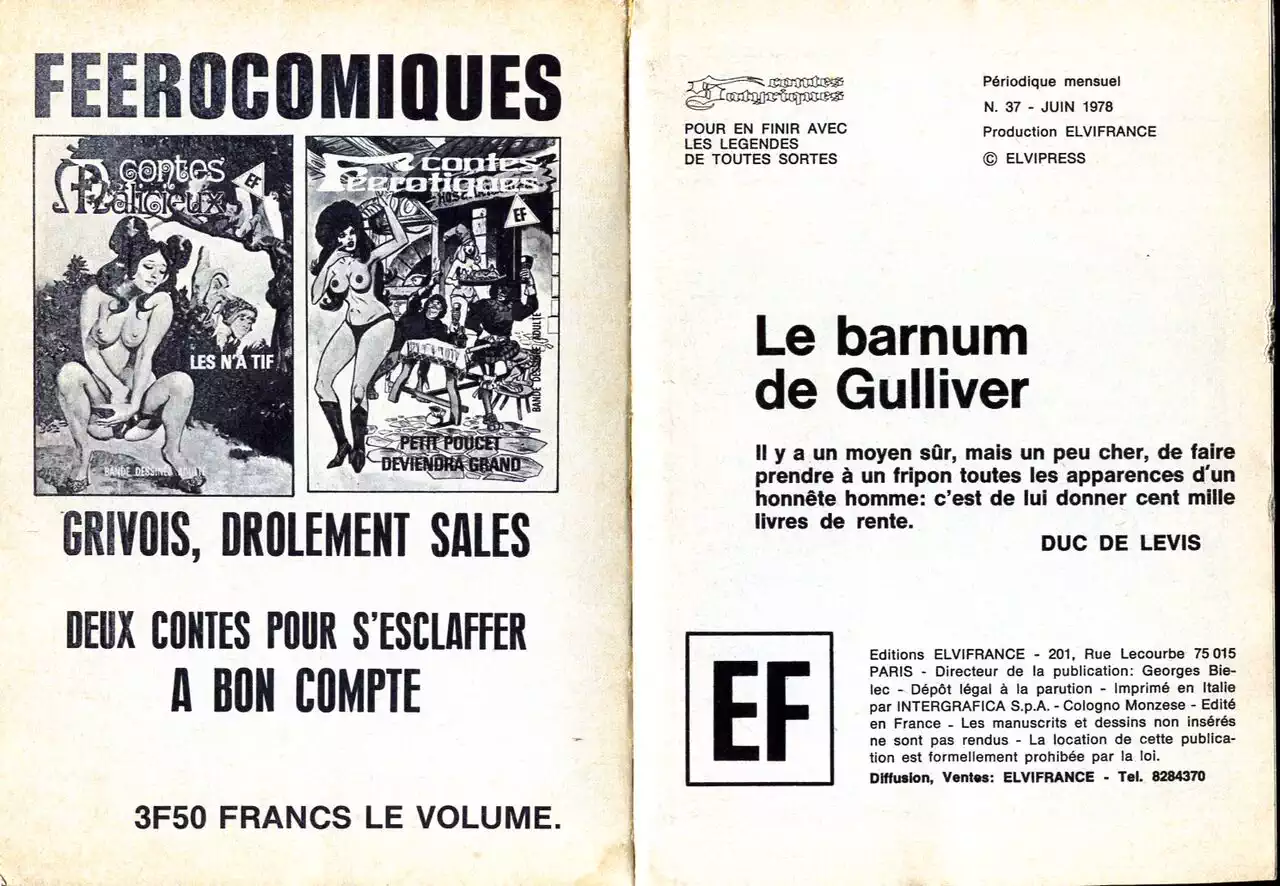 FEEROCOMIQUES
contes
Malicieux
EF
LES N'A TIF
BANDE DESSINEE ADULTE
contes
Feerotiques
EF
BANDE DESSINEE ADULTE
PETIT POUCET
DEVIENDRA GRAND
GRIVOIS, DROLEMENT SALES
DEUX CONTES POUR S'ESCLAFFER
A BON COMPTE
3F50 FRANCS LE VOLUME.
contes
Satyriques
POUR EN FINIR AVEC
LES LEGENDES
DE TOUTES SORTES
Périodique mensuel
N. 37 - JUIN 1978
Production ELVIFRANCE
© ELVIPRESS
Le barnum
de Gulliver
Il y a un moyen sûr, mais un peu cher, de faire
prendre à un fripon toutes les apparences d'un
honnête homme: c'est de lui donner cent mille
livres de rente.
DUC DE LEVIS
EF
Editions ELVIFRANCE - 201, Rue Lecourbe 75 015
PARIS - Directeur de la publication: Georges Bie-
lec - Dépôt légal à la parution - Imprimé en Italie
par INTERGRAFICA S.p.A. - Cologno Monzese - Edité
en France - Les manuscrits et dessins non insérés
ne sont pas rendus - La location de cette publica-
tion est formellement prohibée par la loi.
Diffusion, Ventes: ELVIFRANCE - Tel. 8284370